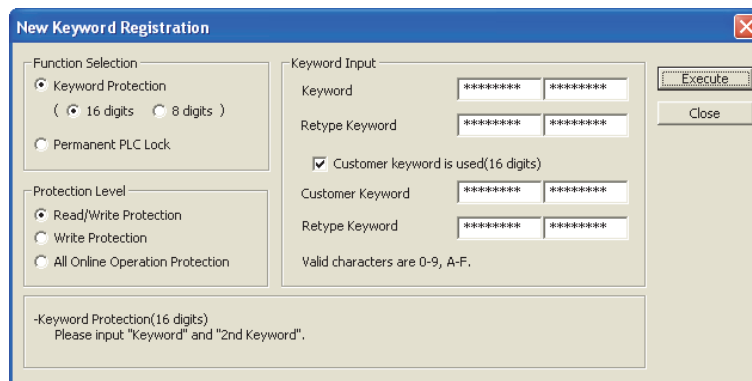 New Keyword Registration
Function Selection
Keyword Protection
( 16 digits 8 digits )
Permanent PLC Lock
Protection Level
Read/Write Protection
Write Protection
All Online Operation Protection
Keyword Input
Keyword ******** ********
Retype Keyword ******** ********
Customer keyword is used(16 digits)
Customer Keyword ******** ********
Retype Keyword ******** ********
Valid characters are 0-9, A-F.
Execute
Close
-Keyword Protection(16 digits)
Please input "Keyword" and "2nd Keyword".